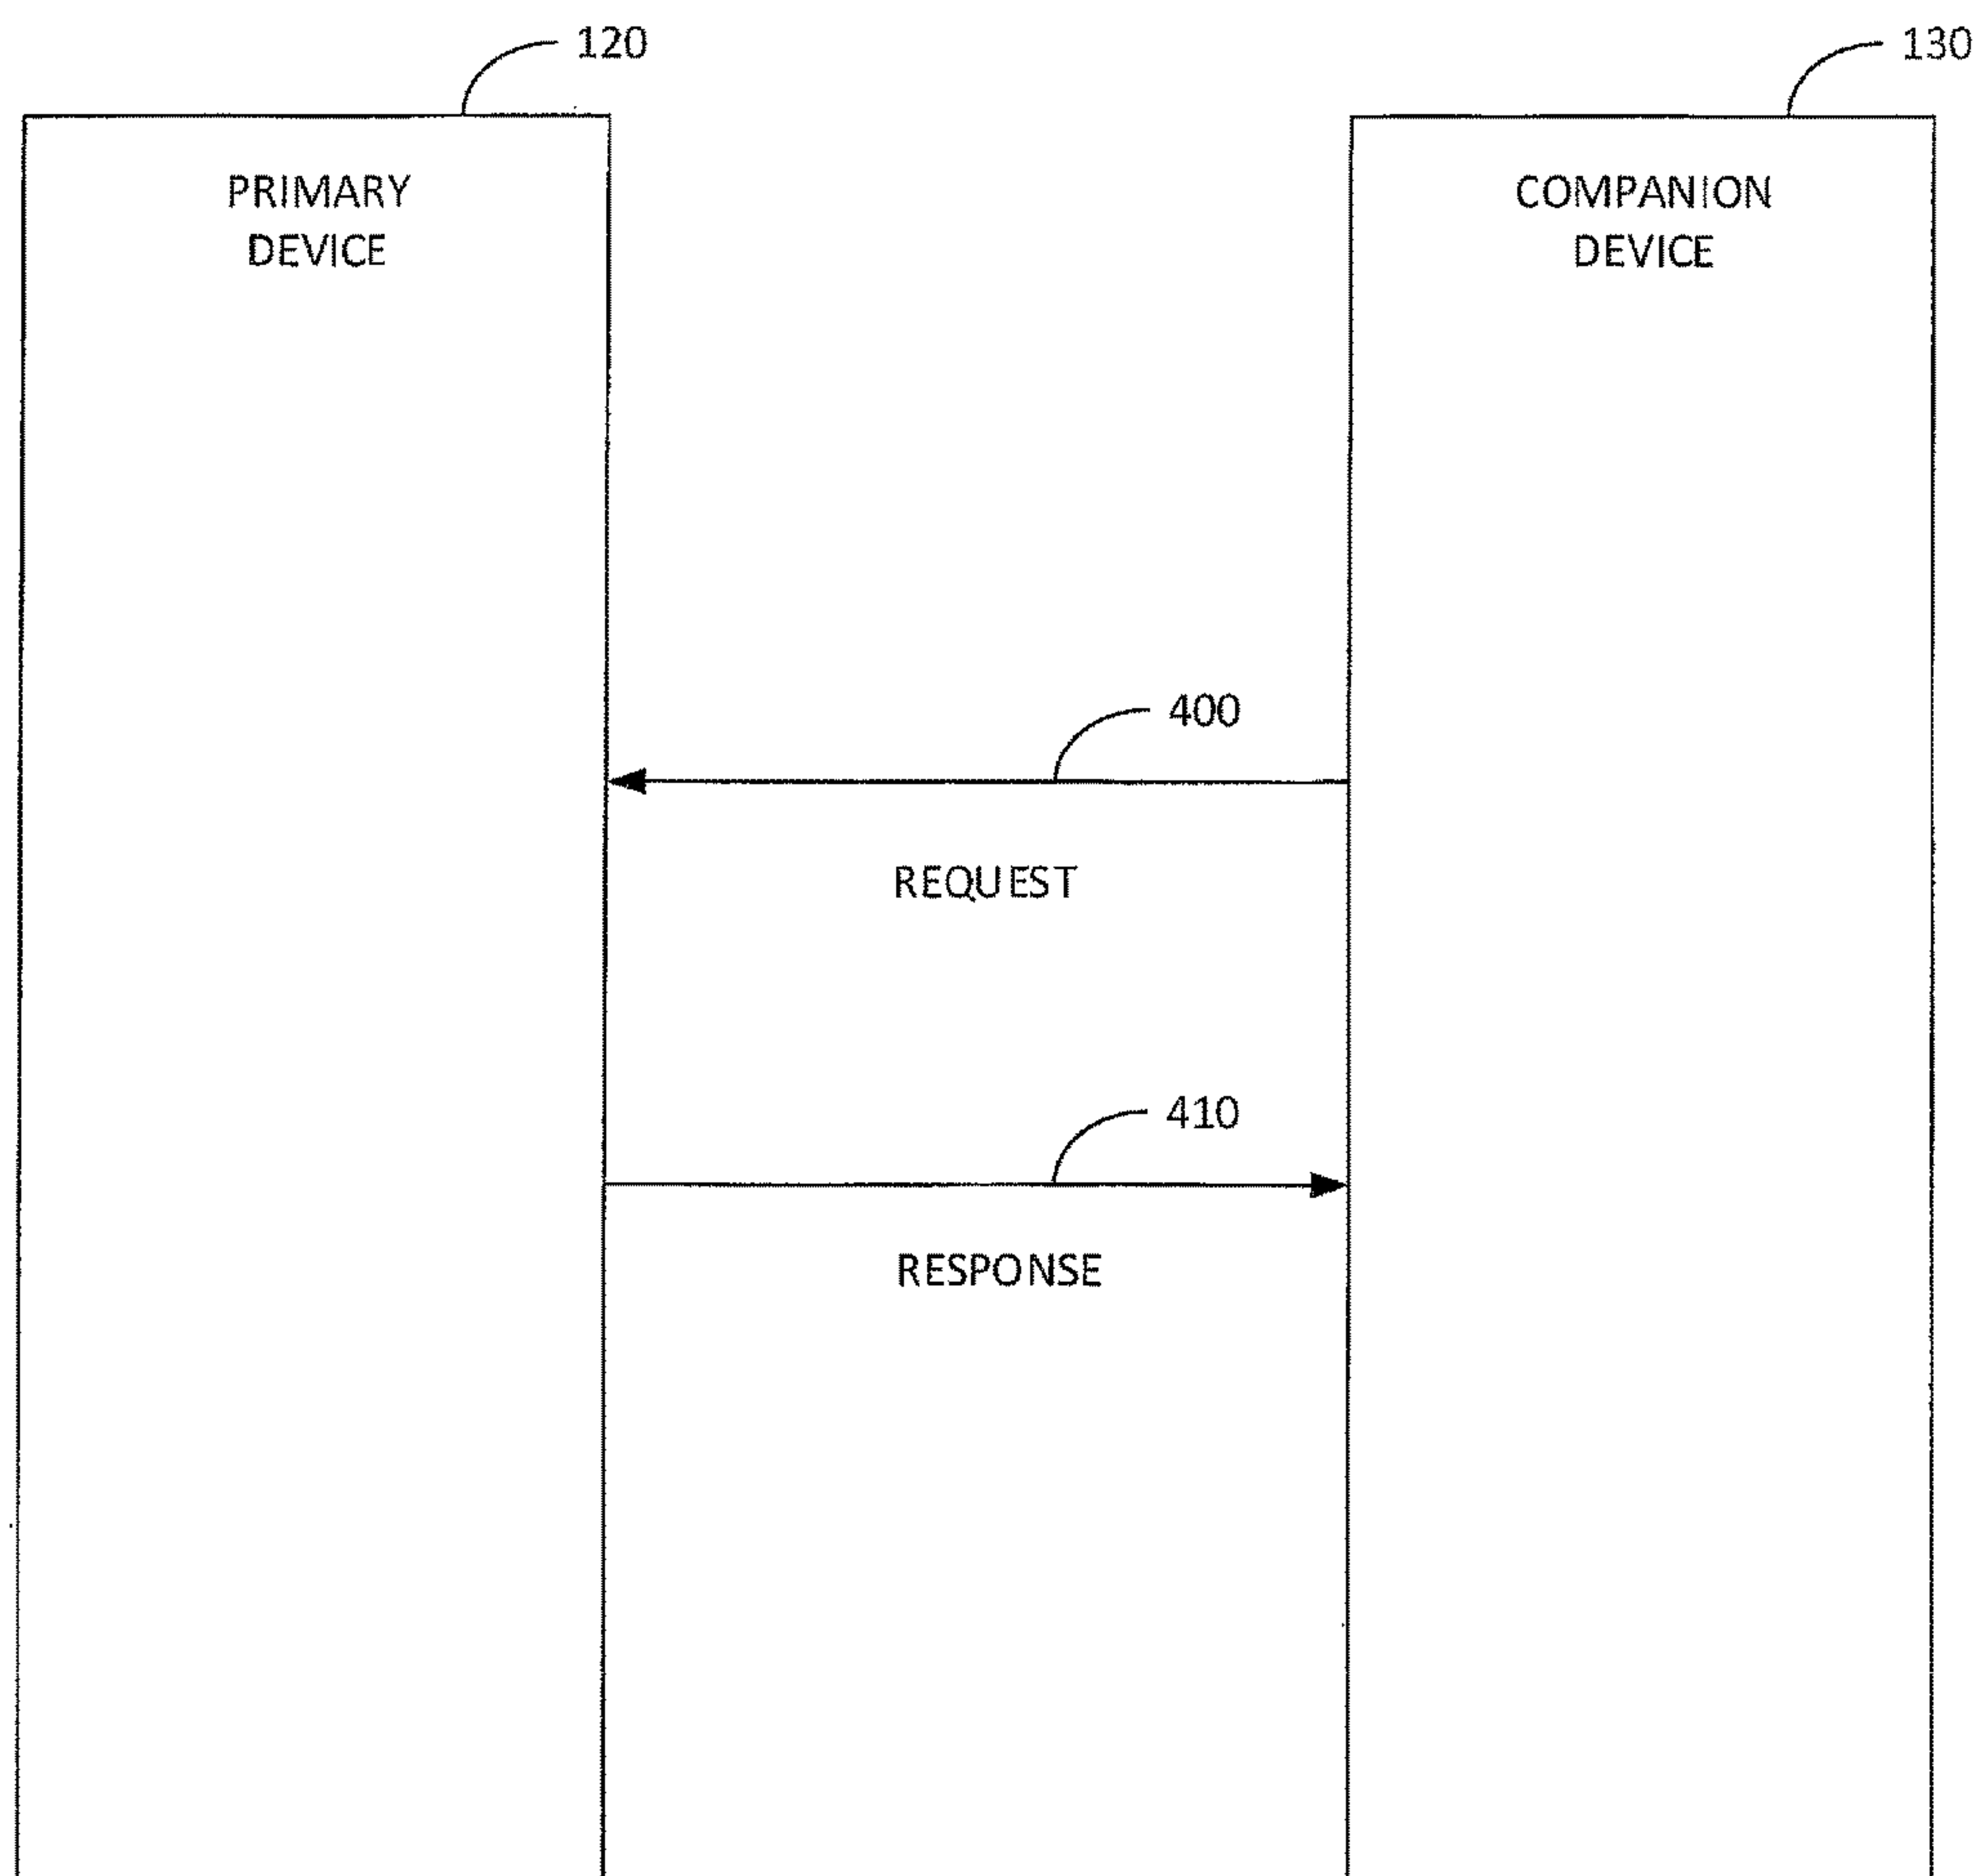 120
130
PRIMARY
DEVICE
COMPANION
DEVICE
400
REQUEST
410
RESPONSE